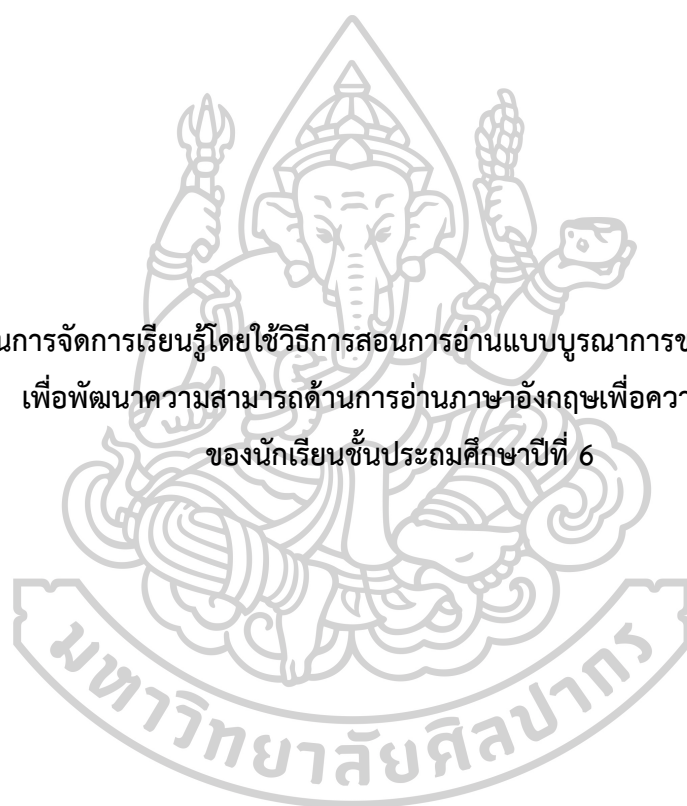 นการจัดการเรียนรู้โดยใช้วิธีการสอนการอ่านแบบบูรณาการข
เพื่อพัฒนาความสามารถด้านการอ่านภาษาอังกฤษเพื่อควา
ของนักเรียนชั้นประถมศึกษาปีที่ 6
มหาวิทยาลัยศิลปากร